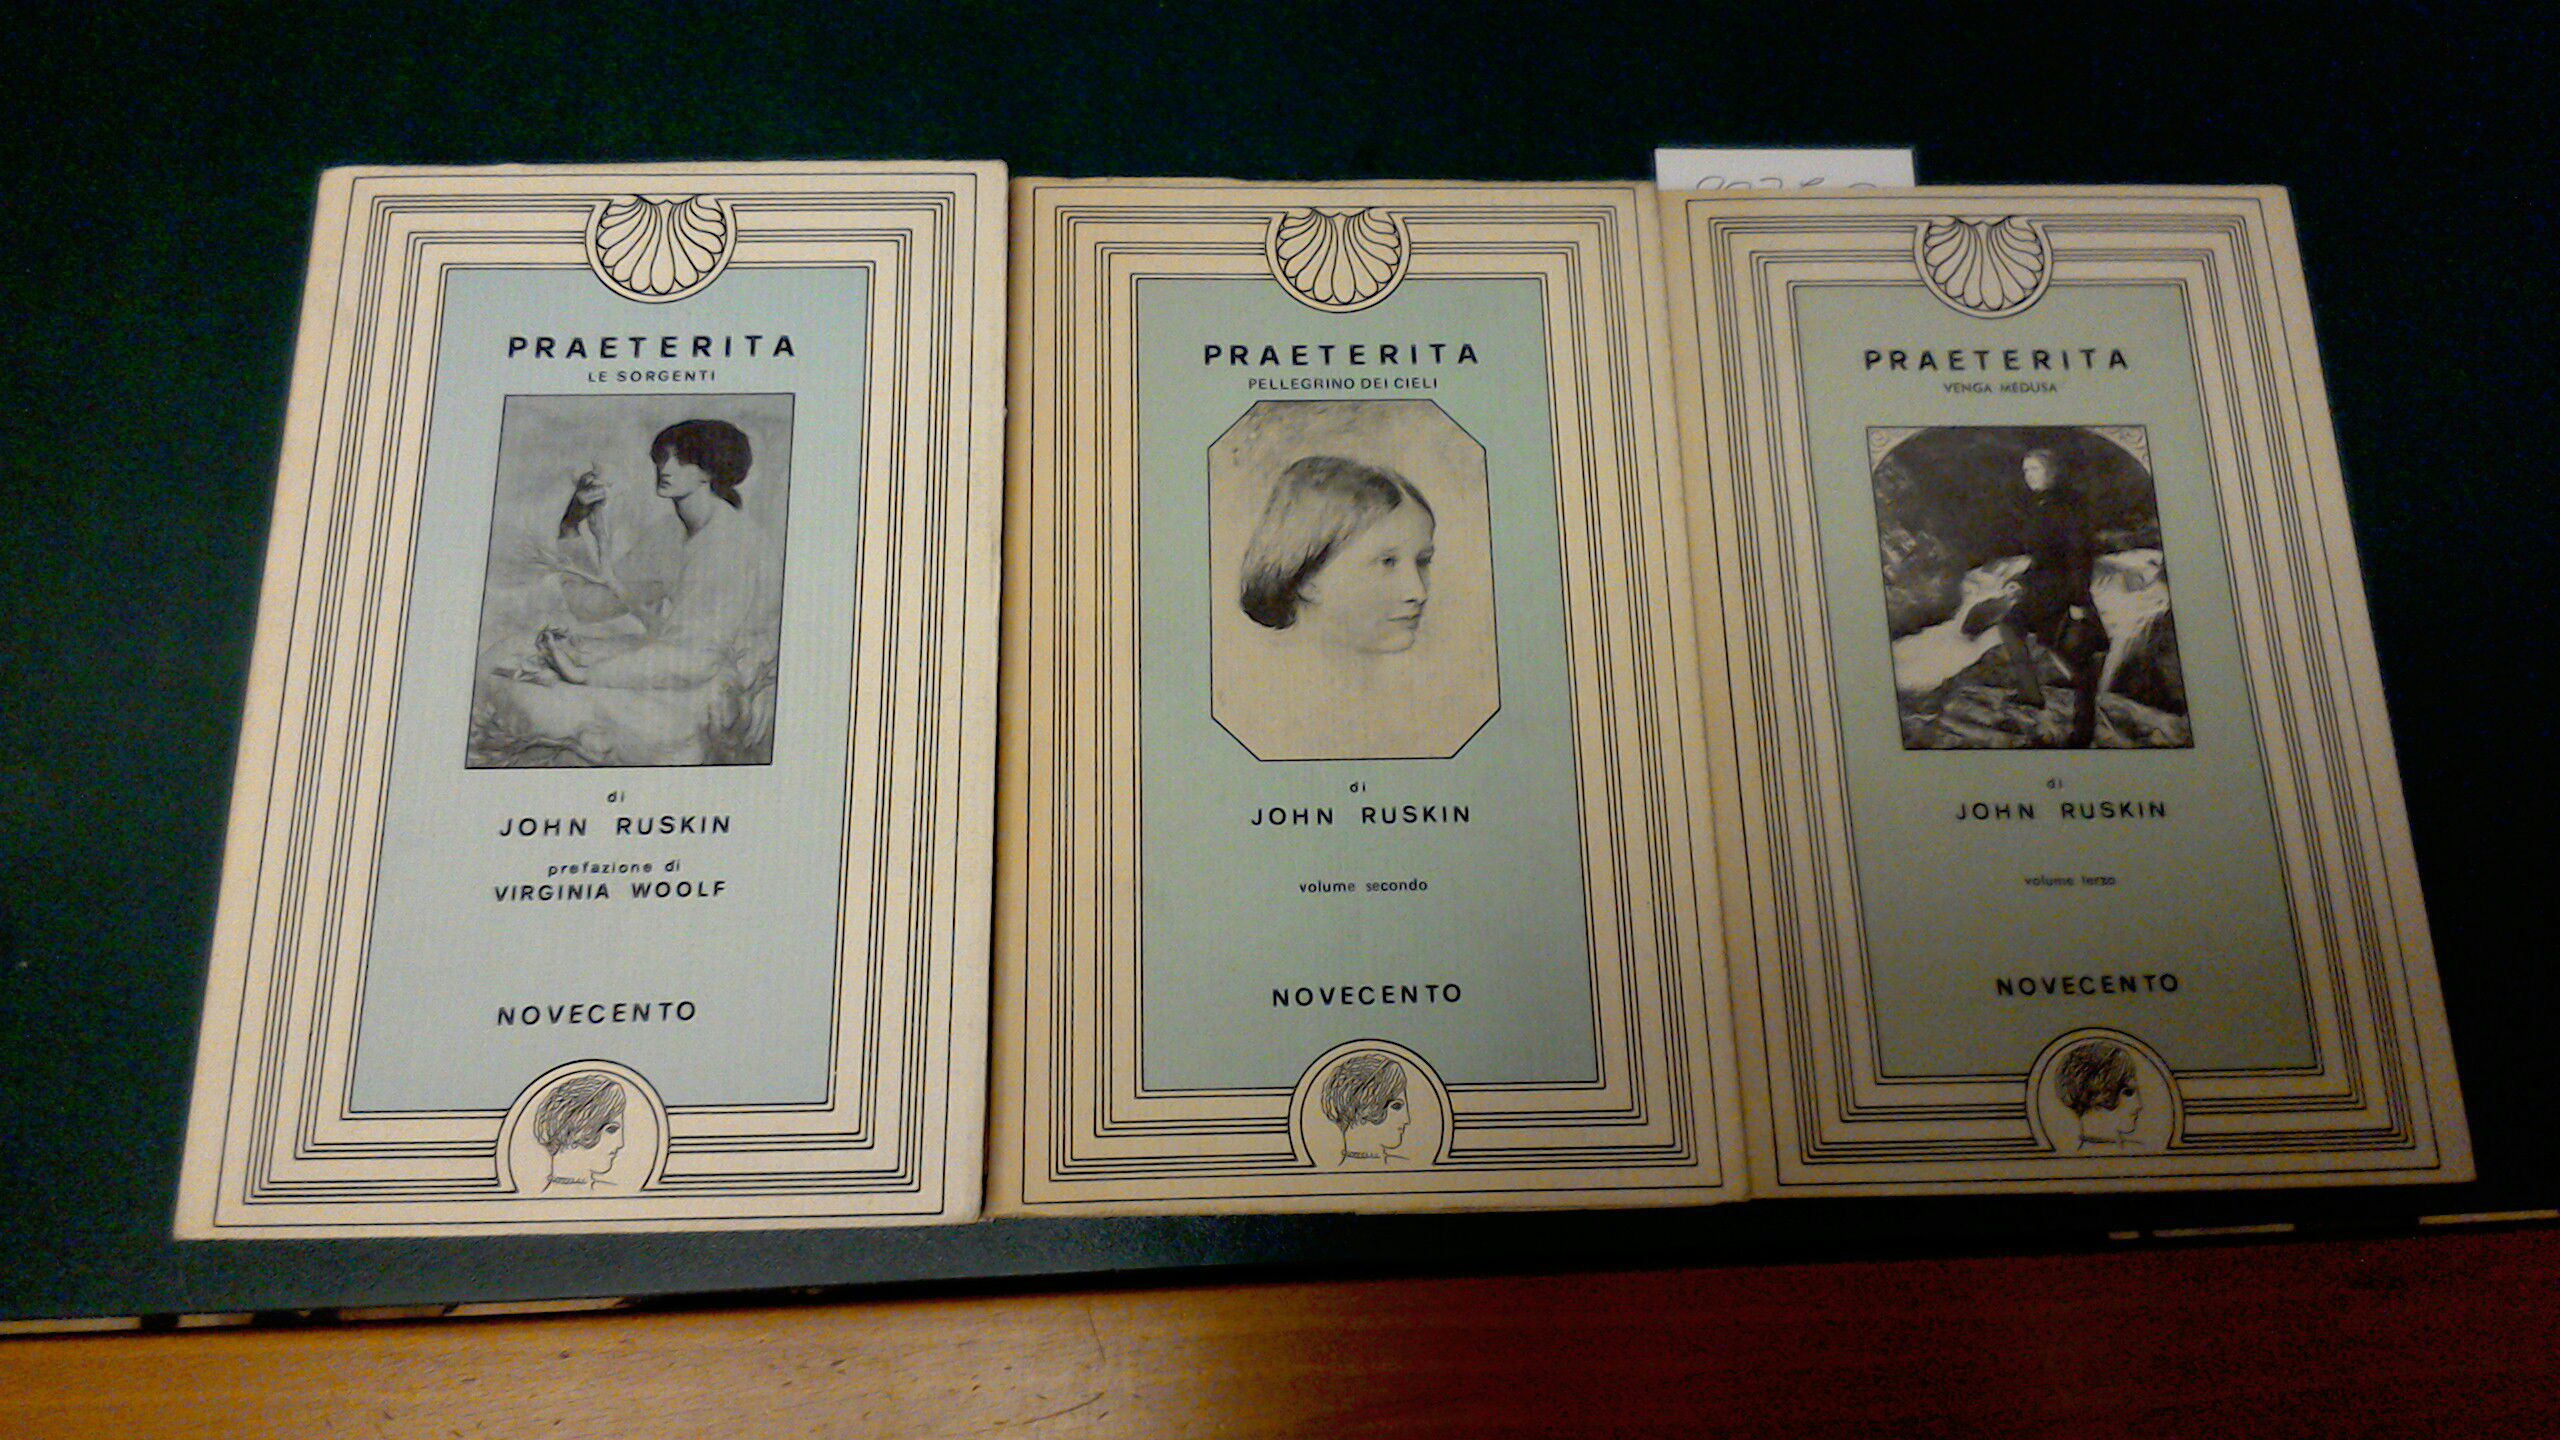 PRAETERITA
LE SORGENTI
di
JOHN RUSKIN
prefazione di
VIRGINIA WOOLF
NOVECENTO
PRAETERITA
PELLEGRINO DEI CIELI
di
JOHN RUSKIN
volume secondo
NOVECENTO
PRAETERITA
VENGA MEDUSA
di
JOHN RUSKIN
volume terzo
NOVECENTO